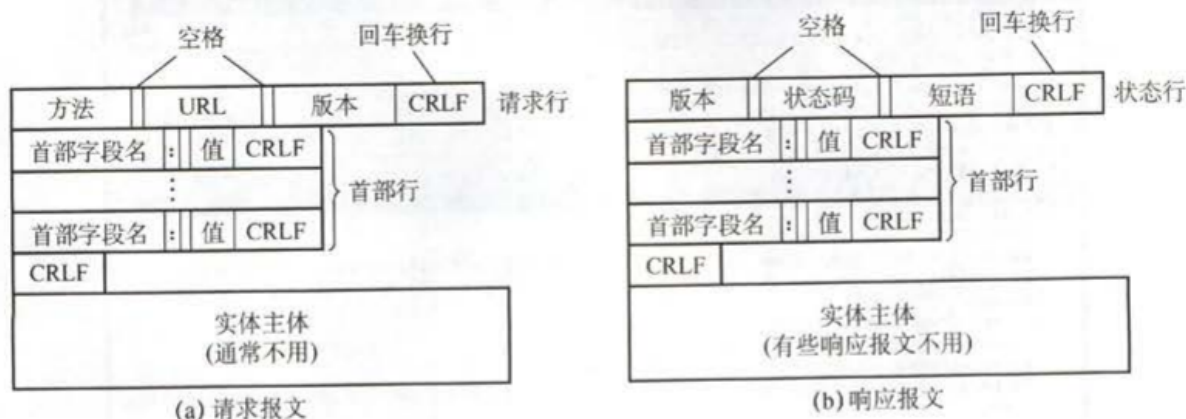 空格 回车换行
方法 URL 版本 CRLF 请求行
首部字段名 : 值 CRLF
⋮ 首部行
首部字段名 : 值 CRLF
CRLF
实体主体
(通常不用)
(a) 请求报文
空格 回车换行
版本 状态码 短语 CRLF 状态行
首部字段名 : 值 CRLF
⋮ 首部行
首部字段名 : 值 CRLF
CRLF
实体主体
(有些响应报文不用)
(b) 响应报文